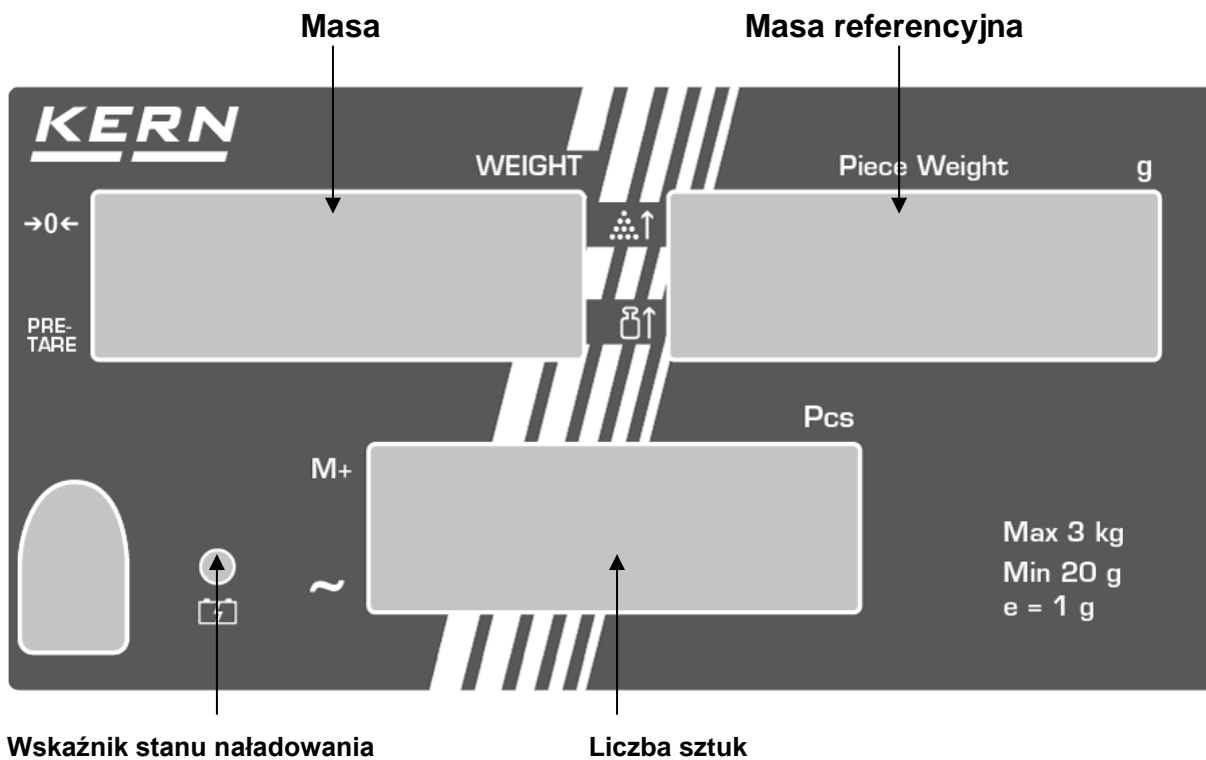 Masa
Masa referencyjna
KERN
WEIGHT
Piece Weight g
→0←
PRE-
TARE
Pcs
M+
~
Max 3 kg
Min 20 g
e = 1 g
Wskaźnik stanu naładowania
Liczba sztuk